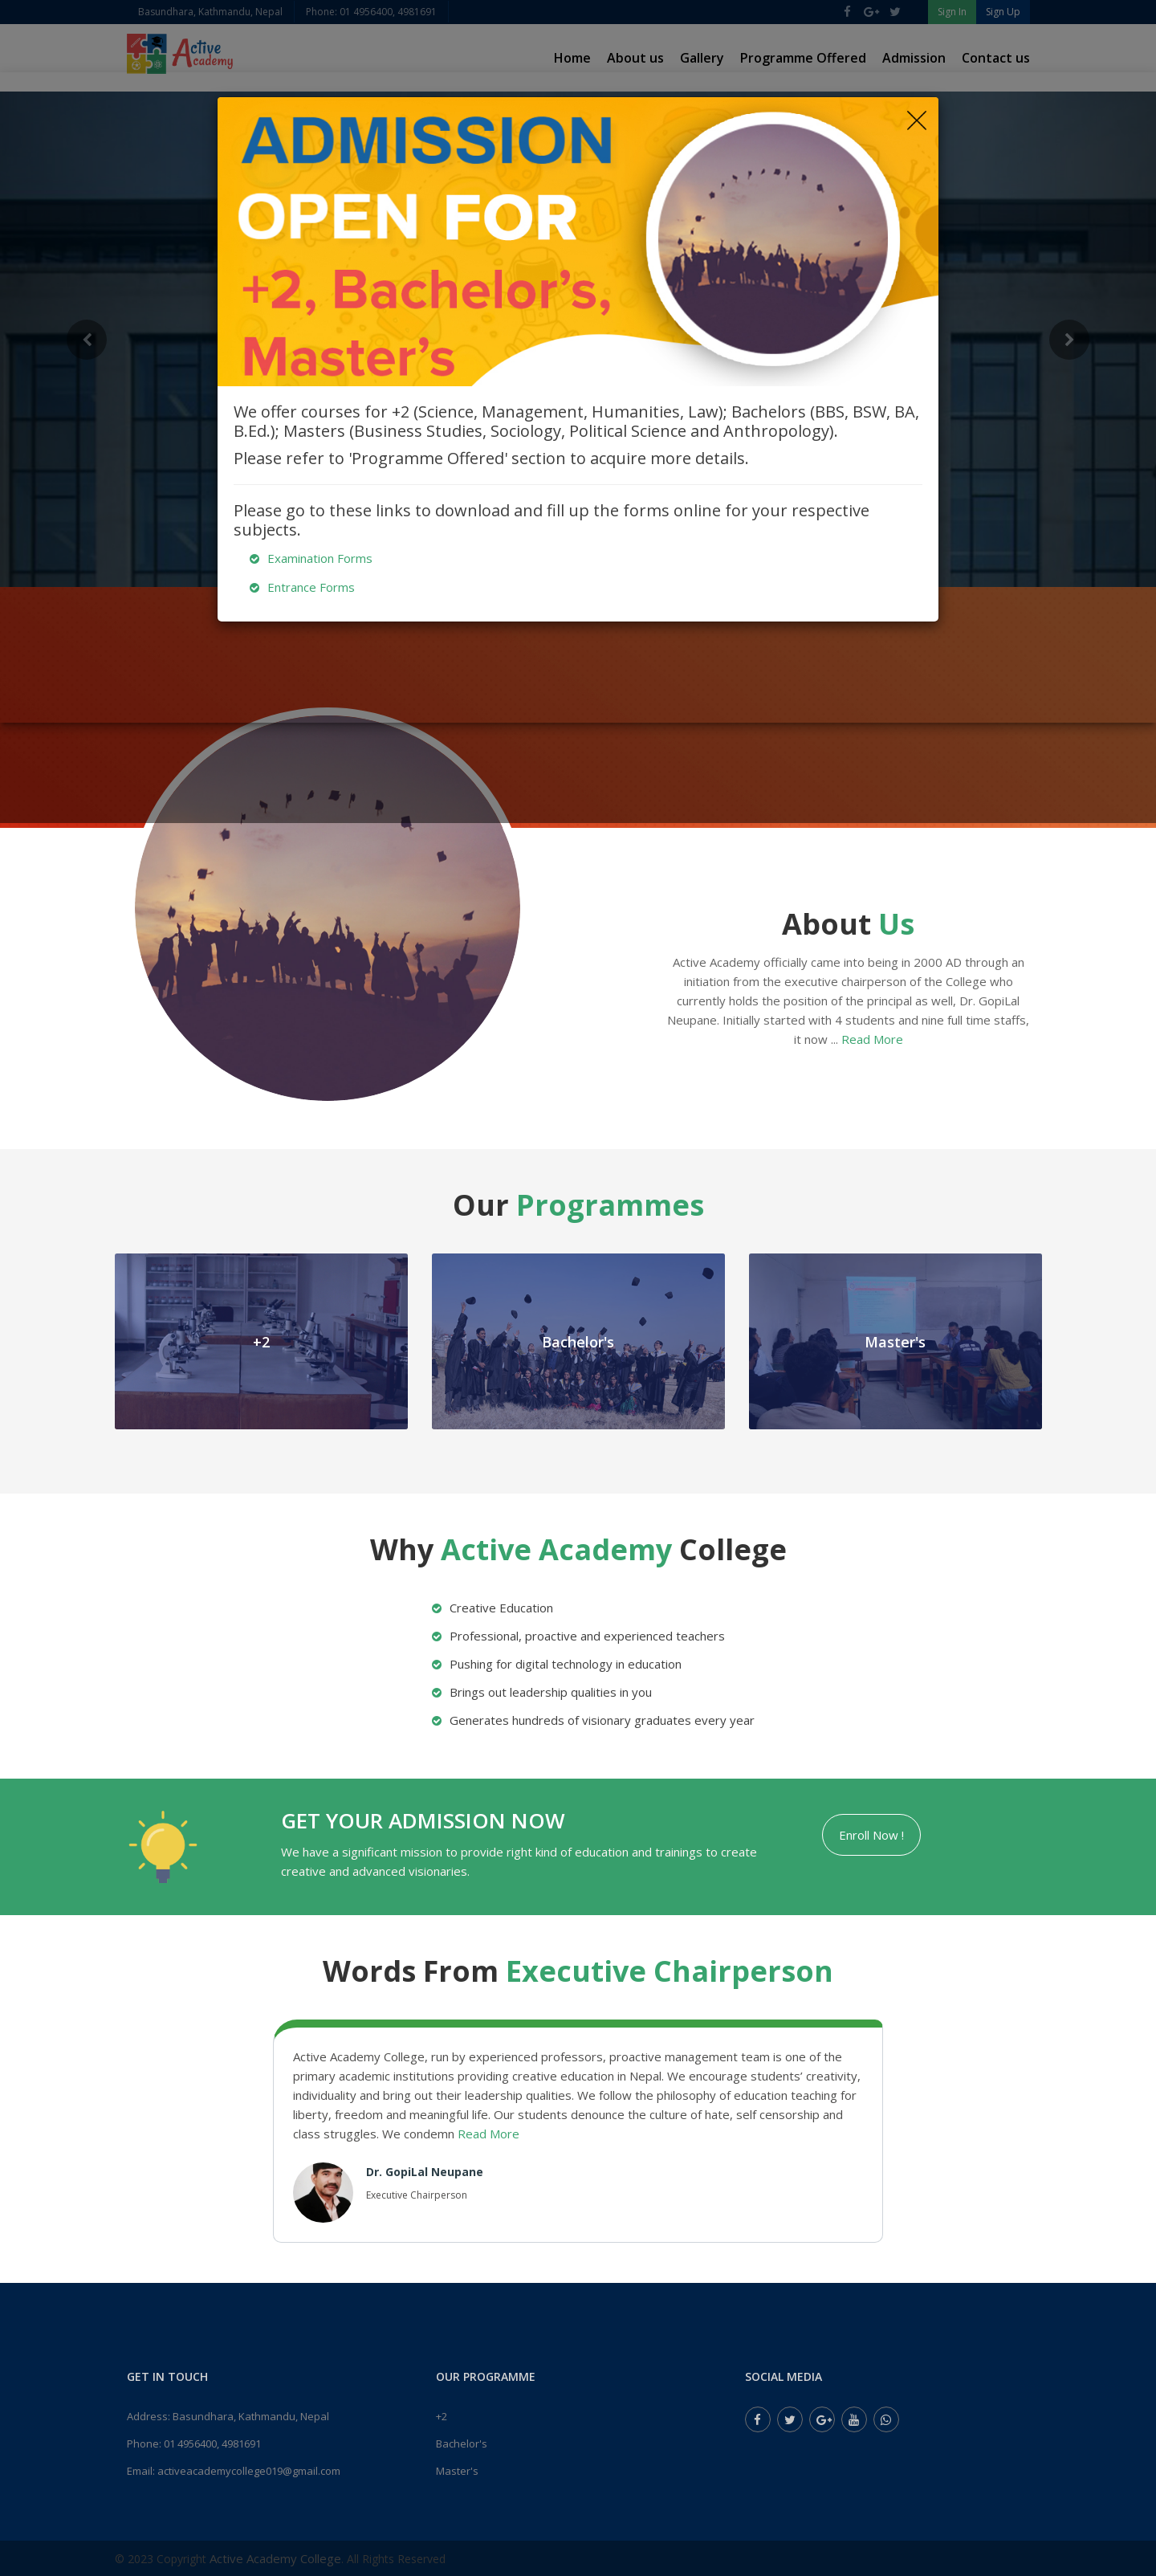 Basundhara, Kathmandu, Nepal
Phone: 01 4956400, 4981691
Sign In
Sign Up
Active
Academy
Home
About us
Gallery
Programme Offered
Admission
Contact us
ADMISSION
OPEN FOR
+2, Bachelor’s,
Master’s
We offer courses for +2 (Science, Management, Humanities, Law); Bachelors (BBS, BSW, BA,
B.Ed.); Masters (Business Studies, Sociology, Political Science and Anthropology).
Please refer to 'Programme Offered' section to acquire more details.
Please go to these links to download and fill up the forms online for your respective
subjects.
Examination Forms
Entrance Forms
About Us
Active Academy officially came into being in 2000 AD through an
initiation from the executive chairperson of the College who
currently holds the position of the principal as well, Dr. GopiLal
Neupane. Initially started with 4 students and nine full time staffs,
it now ... Read More
Our Programmes
+2
Bachelor's
Master's
Why Active Academy College
Creative Education
Professional, proactive and experienced teachers
Pushing for digital technology in education
Brings out leadership qualities in you
Generates hundreds of visionary graduates every year
GET YOUR ADMISSION NOW
We have a significant mission to provide right kind of education and trainings to create
creative and advanced visionaries.
Enroll Now !
Words From Executive Chairperson
Active Academy College, run by experienced professors, proactive management team is one of the
primary academic institutions providing creative education in Nepal. We encourage students’ creativity,
individuality and bring out their leadership qualities. We follow the philosophy of education teaching for
liberty, freedom and meaningful life. Our students denounce the culture of hate, self censorship and
class struggles. We condemn Read More
Dr. GopiLal Neupane
Executive Chairperson
GET IN TOUCH
Address: Basundhara, Kathmandu, Nepal
Phone: 01 4956400, 4981691
Email: activeacademycollege019@gmail.com
OUR PROGRAMME
+2
Bachelor's
Master's
SOCIAL MEDIA
© 2023 Copyright Active Academy College. All Rights Reserved